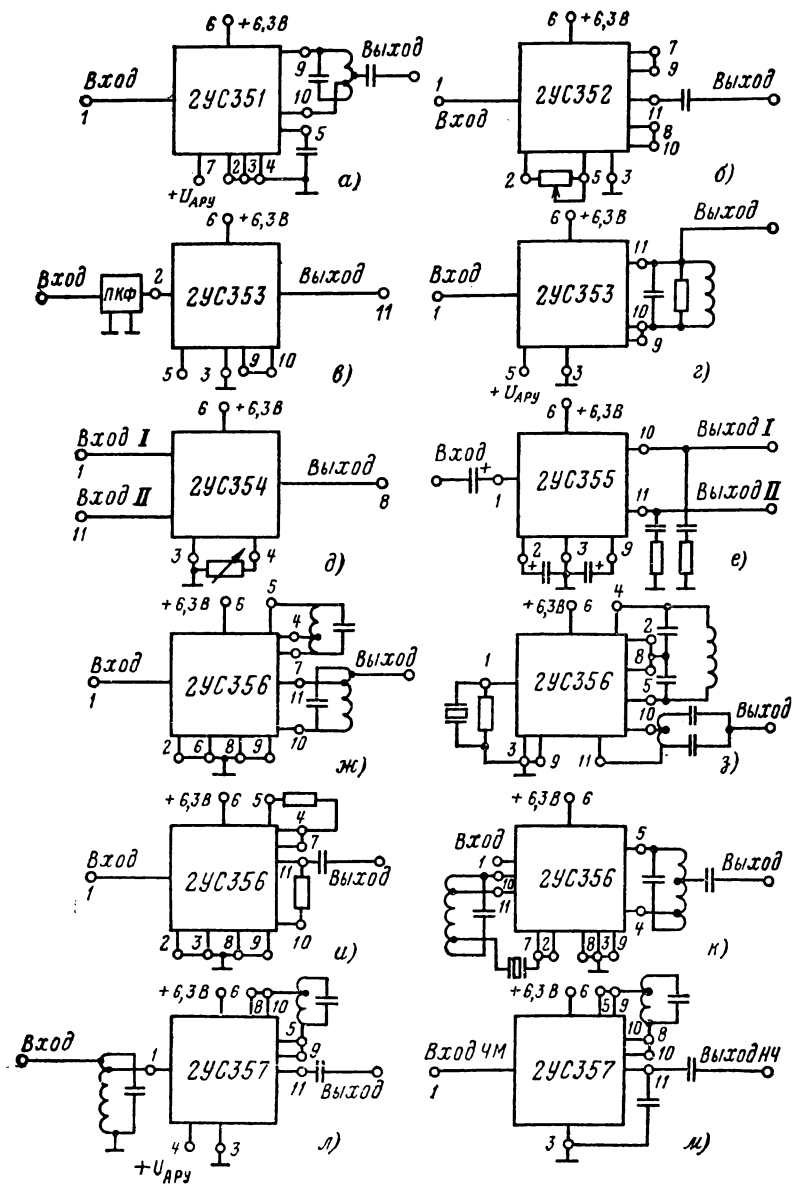 6 +6,3В
Вход
1
2УС351
9
10
5
Выход
7 2 3 4
+UАРУ
а)
6 +6,3В
1
Вход
2УС352
7
9
11
8
10
Выход
2 5 3
б)
6 +6,3В
Вход
ПКФ
2
2УС353
Выход
11
5 3 9 10
в)
6 +6,3В
Вход
1
2УС353
11
10
9
Выход
5 3
+UАРУ
г)
6 +6,3В
Вход I
1
Вход II
11
2УС354
Выход
8
3 4
д)
6 +6,3В
Вход
+
1
2УС355
10
11
Выход I
Выход II
2 3 9
+ +
е)
+6,3В 6 5
Вход
1
2УС356
4
7
11
10
Выход
2 6 8 9
ж)
+6,3В 6 4
1
2УС356
2
8
5
10
Выход
3 9 11
з)
+6,3В 6 5
Вход
1
2УС356
4
7
11
10
Выход
2 3 8 9
и)
+6,3В 6
Вход
1
10
11
2УС356
5
4
Выход
7 2 8 3 9
к)
+6,3В 6 8 10
Вход
1
2УС357
5
9
11
Выход
4 3
+UАРУ
л)
+6,3В 6 5 9
Вход ЧМ
1
2УС357
10
8
10
11
Выход НЧ
3
м)